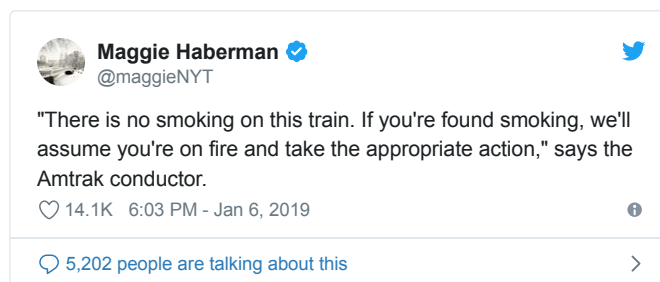 Maggie Haberman
@maggieNYT
"There is no smoking on this train. If you're found smoking, we'll
assume you're on fire and take the appropriate action," says the
Amtrak conductor.
14.1K 6:03 PM - Jan 6, 2019
5,202 people are talking about this